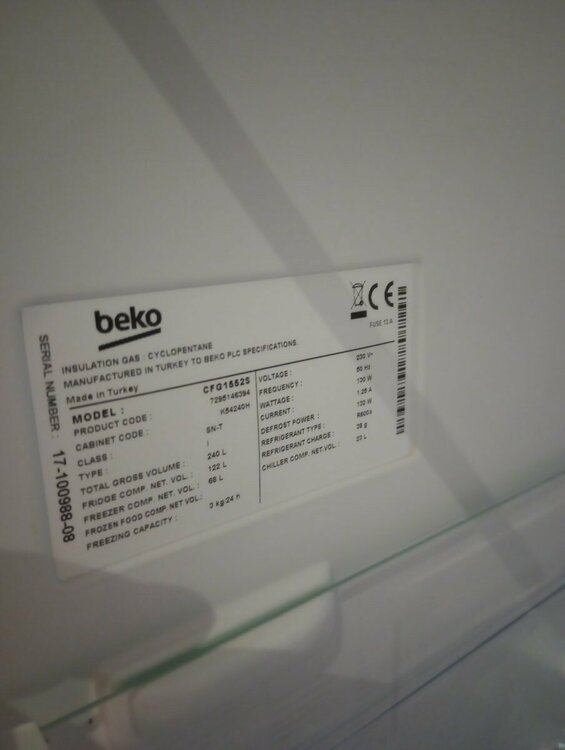 beko
CE
FUSE 13 A
INSULATION GAS : CYCLOPENTANE
MANUFACTURED IN TURKEY TO BEKO PLC SPECIFICATIONS.
Made in Turkey
MODEL : CFG1552S
PRODUCT CODE : 7295146394
CABINET CODE : K54240H
CLASS : SN-T
TYPE : I
TOTAL GROSS VOLUME : 240 L
FRIDGE COMP. NET. VOL. : 122 L
FREEZER COMP. NET. VOL. : 68 L
FROZEN FOOD COMP. NET VOL.:
FREEZING CAPACITY : 3 kg/24 h
VOLTAGE : 230 V~
FREQUENCY : 50 Hz
WATTAGE : 100 W
CURRENT : 1.25 A
DEFROST POWER : 132 W
REFRIGERANT TYPE : R600a
REFRIGERANT CHARGE : 38 g
CHILLER COMP. NET.VOL. : 22 L
SERIAL NUMBER : 17-100988-08